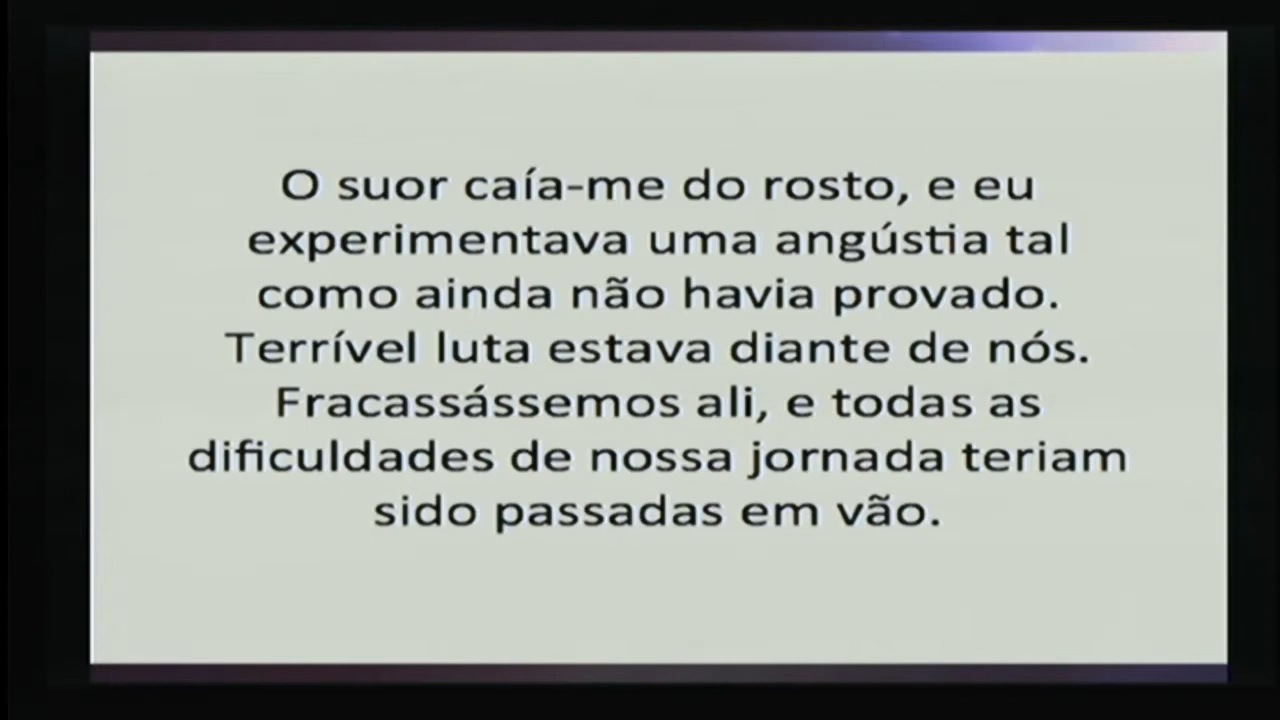 O suor caía-me do rosto, e eu
experimentava uma angústia tal
como ainda não havia provado.
Terrível luta estava diante de nós.
Fracassássemos ali, e todas as
dificuldades de nossa jornada teriam
sido passadas em vão.